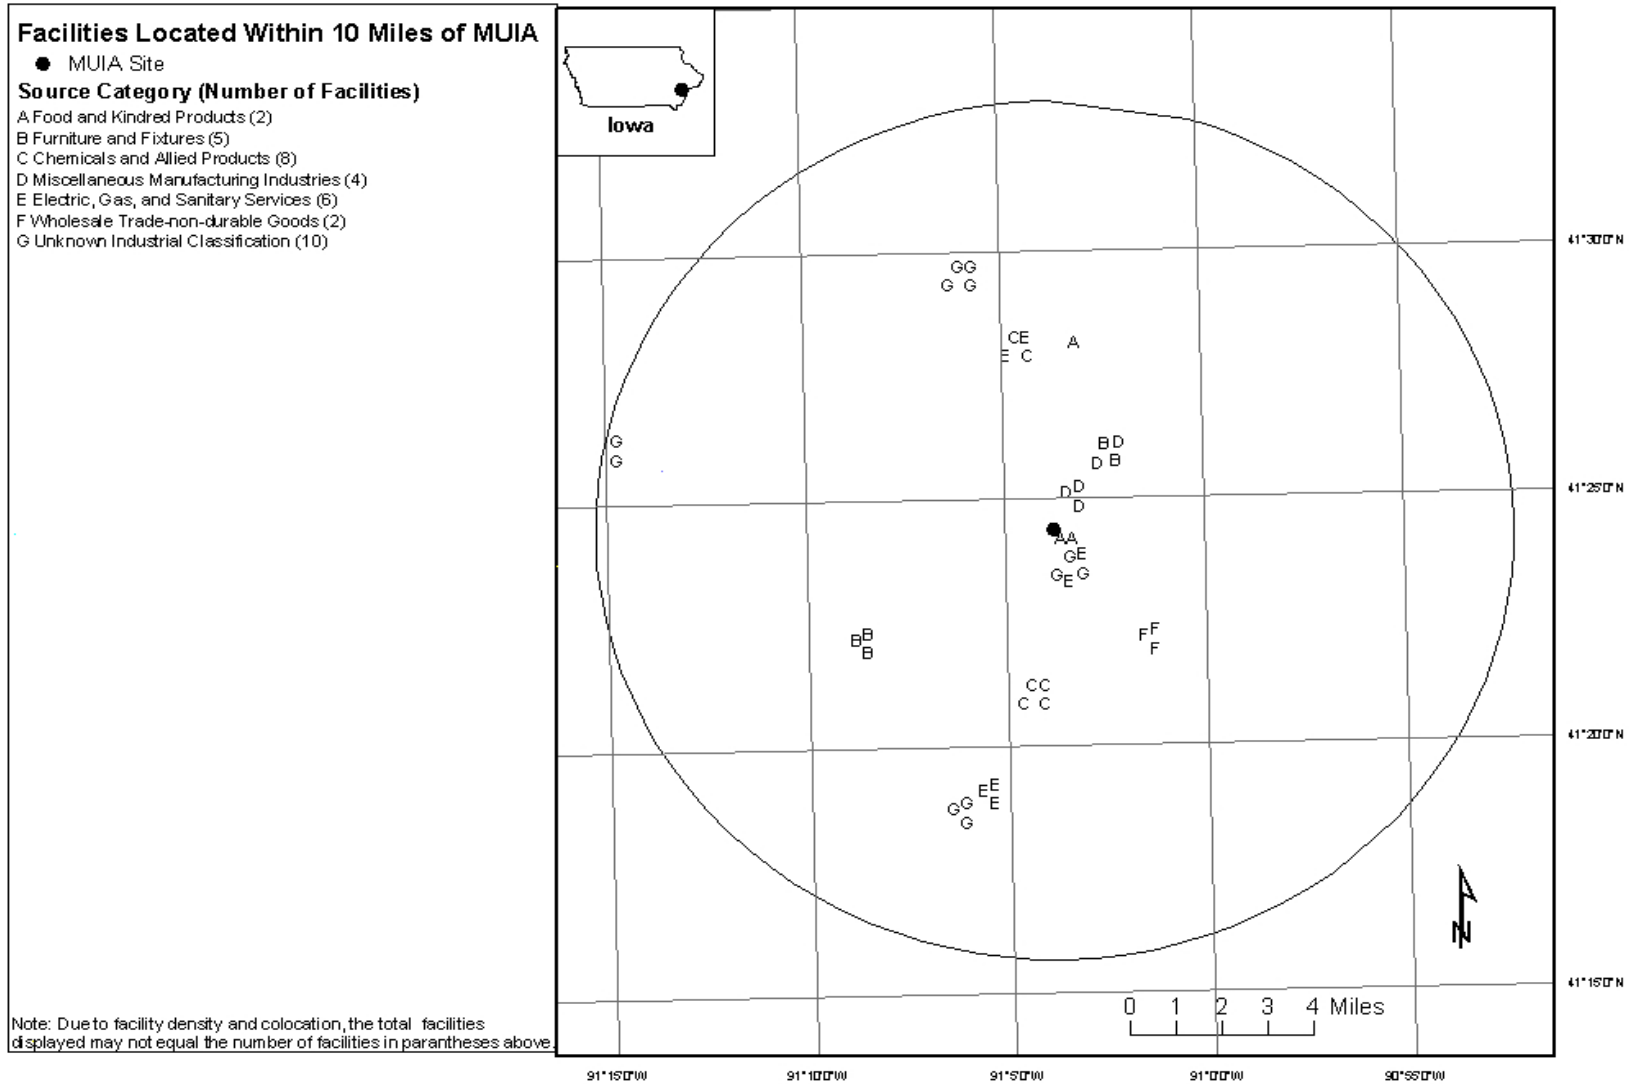 Facilities Located Within 10 Miles of MUIA
MUIA Site
Source Category (Number of Facilities)
A Food and Kindred Products (2)
B Furniture and Fixtures (5)
C Chemicals and Allied Products (8)
D Miscellaneous Manufacturing Industries (4)
E Electric, Gas, and Sanitary Services (6)
F Wholesale Trade-non-durable Goods (2)
G Unknown Industrial Classification (10)
Note: Due to facility density and colocation, the total facilities
displayed may not equal the number of facilities in parantheses above.
Iowa
41°30'0"N
GG
G G
CE
A
E C
G
B D
G
D B
D D
41°25'0"N
D
AA
G E
G E G
B B
B
F F
F
C C
C C
41°20'0"N
E E
G G E
G
N
41°15'0"N
0 1 2 3 4 Miles
91°15'0"W 91°10'0"W 91°5'0"W 91°0'0"W 90°55'0"W